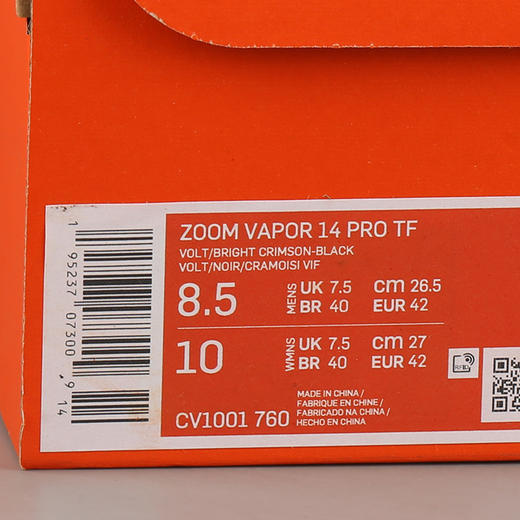 ZOOM VAPOR 14 PRO TF
VOLT/BRIGHT CRIMSON-BLACK
VOLT/NOIR/CRAMOISI VIF
8.5 MENS UK 7.5 cm 26.5
BR 40 EUR 42
10 WMNS UK 7.5 cm 27
BR 40 EUR 42
CV1001 760
MADE IN CHINA /
FABRIQUE EN CHINE /
FABRICADO NA CHINA /
HECHO EN CHINA
1 95237 07300 9 14
RFID